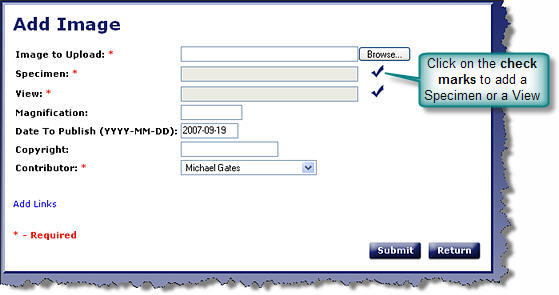 Add Image
Image to Upload: * Browse...
Specimen: *
View: *
Click on the check
marks to add a
Specimen or a View
Magnification:
Date To Publish (YYYY-MM-DD): 2007-09-19
Copyright:
Contributor: * Michael Gates
Add Links
* - Required
Submit Return